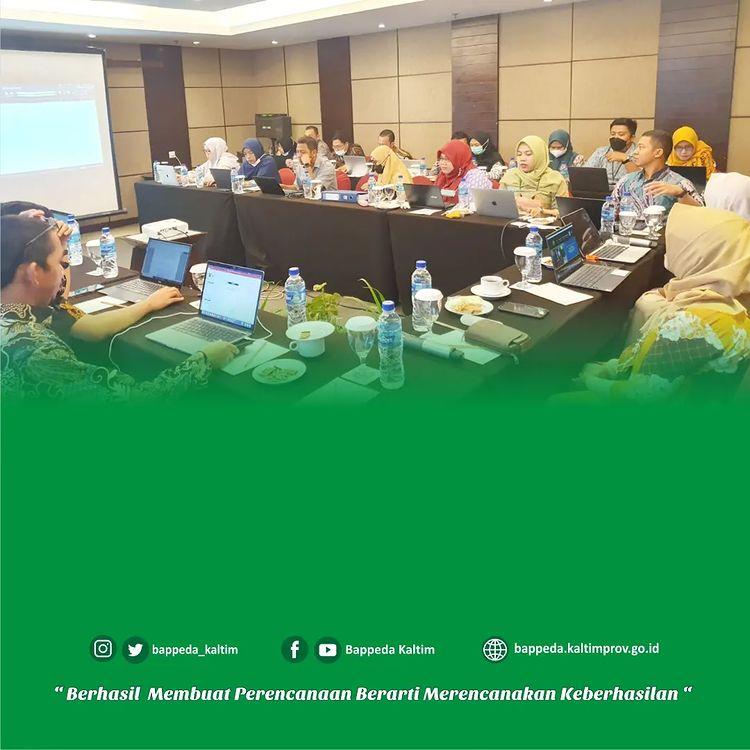 bappeda_kaltim
Bappeda Kaltim
bappeda.kaltimprov.go.id
“ Berhasil Membuat Perencanaan Berarti Merencanakan Keberhasilan “